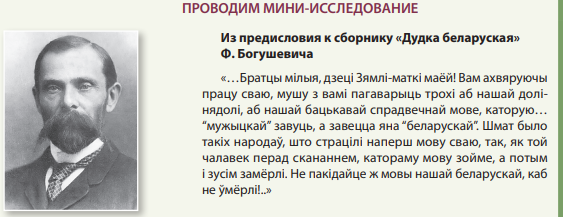 ПРОВОДИМ МИНИ-ИССЛЕДОВАНИЕ
Из предисловия к сборнику «Дудка беларуская»
Ф. Богушевича
«…Братцы мілыя, дзеці Зямлі-маткі маёй! Вам ахвяруючы
працу сваю, мушу з вамі пагаварыць трохі аб нашай долі-
нядолі, аб нашай бацькавай спрадвечнай мове, каторую…
“мужыцкай” завуць, а завецца яна “беларускай”. Шмат было
такіх народаў, што страцілі наперш мову сваю, так, як той
чалавек перад скананнем, катораму мову зойме, а потым
і зусім замёрлі. Не пакідайце ж мовы нашай беларускай, каб
не ўмёрлі!..»